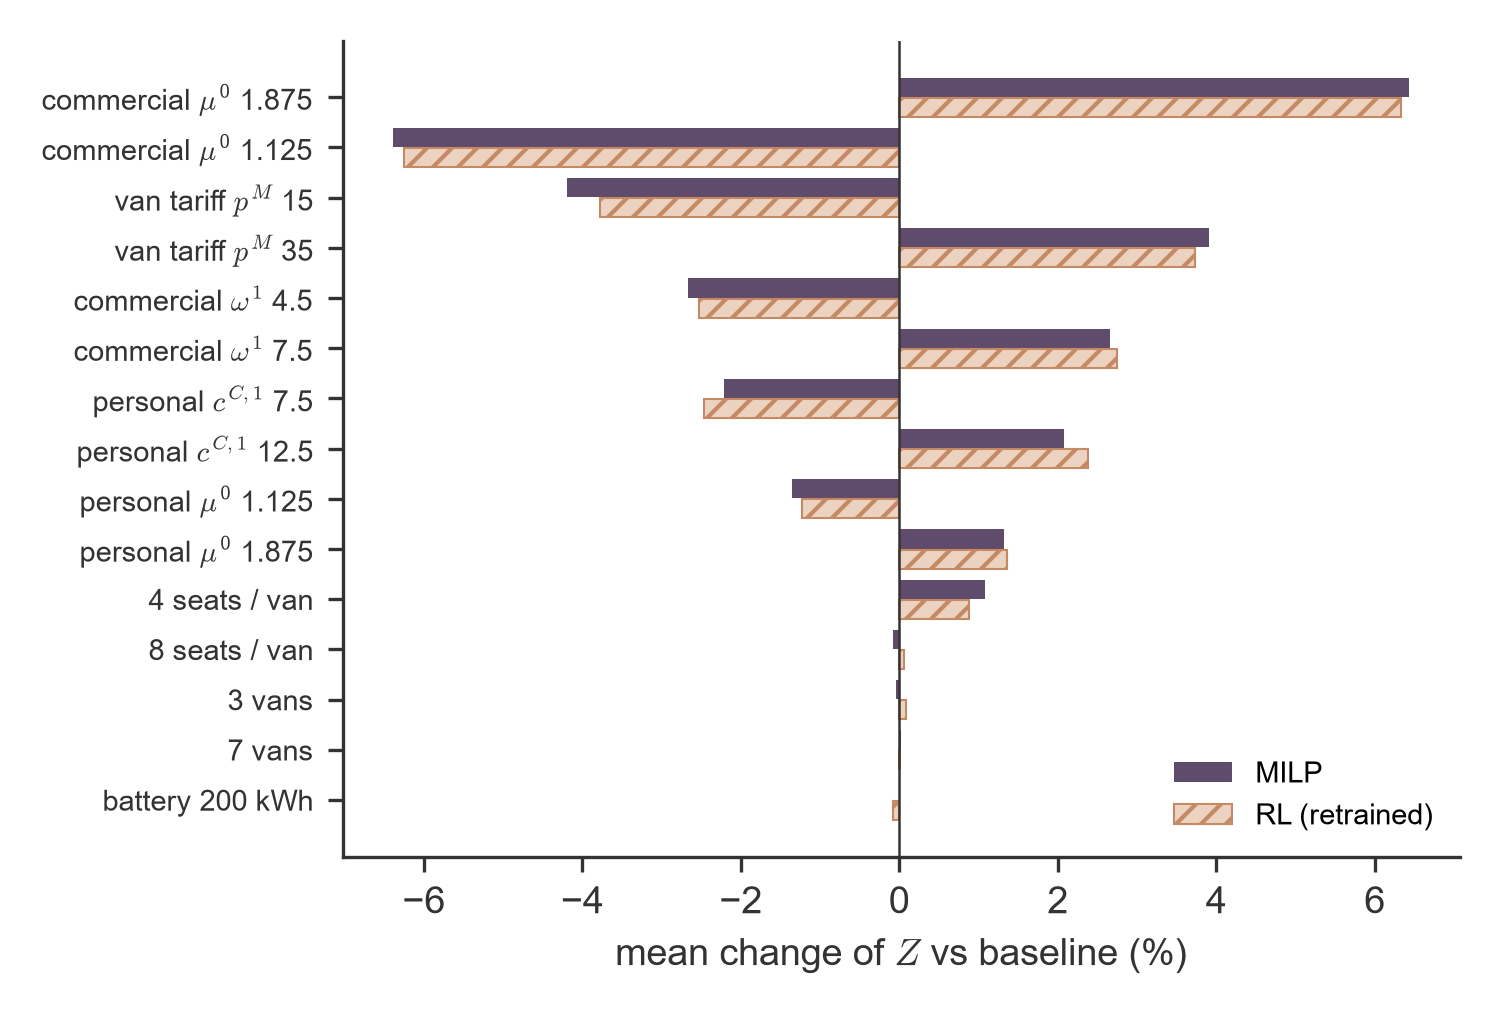 commercial μ⁰ 1.875
commercial μ⁰ 1.125
van tariff pᴹ 15
van tariff pᴹ 35
commercial ω¹ 4.5
commercial ω¹ 7.5
personal c^{C,1} 7.5
personal c^{C,1} 12.5
personal μ⁰ 1.125
personal μ⁰ 1.875
4 seats / van
8 seats / van
3 vans
7 vans
battery 200 kWh
MILP
RL (retrained)
−6 −4 −2 0 2 4 6
mean change of Z vs baseline (%)